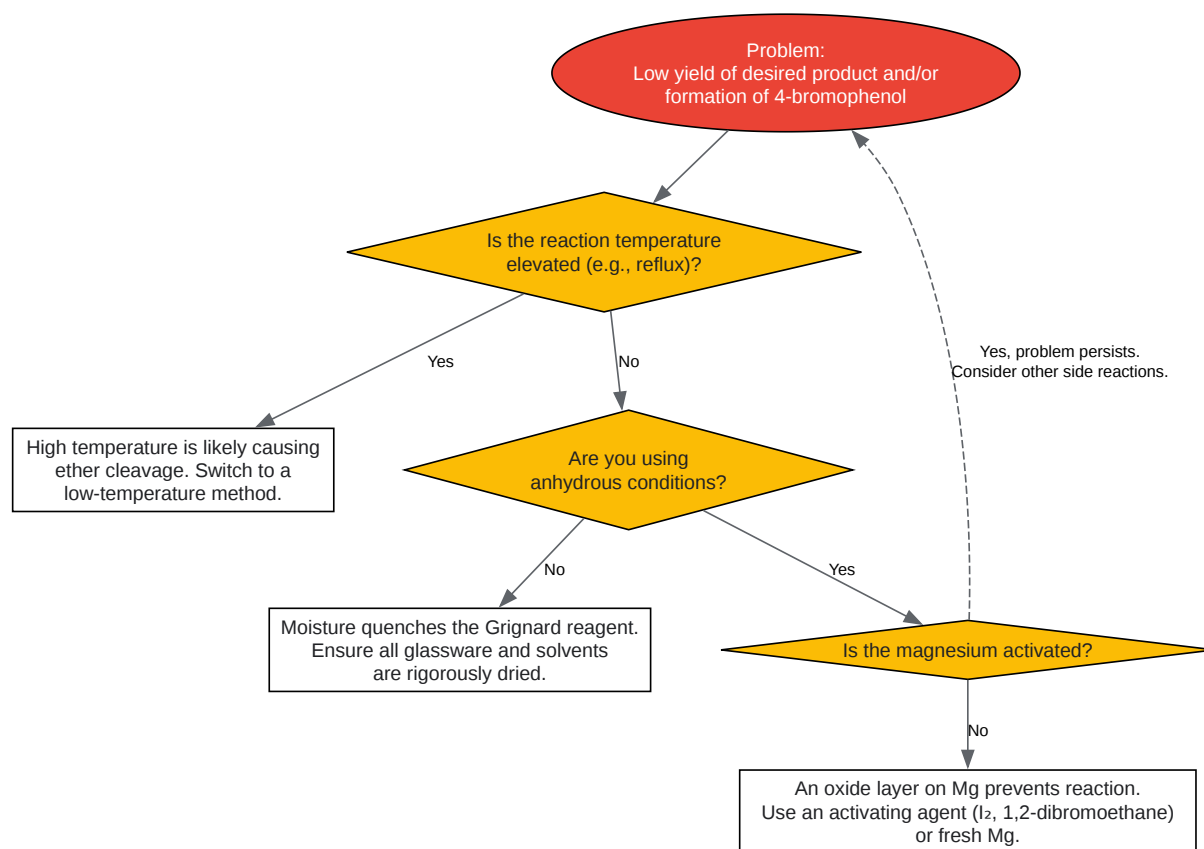 Problem:
Low yield of desired product and/or
formation of 4-bromophenol
Is the reaction temperature
elevated (e.g., reflux)?
Yes
No
High temperature is likely causing
ether cleavage. Switch to a
low-temperature method.
Are you using
anhydrous conditions?
Yes, problem persists.
Consider other side reactions.
No
Yes
Moisture quenches the Grignard reagent.
Ensure all glassware and solvents
are rigorously dried.
Is the magnesium activated?
No
An oxide layer on Mg prevents reaction.
Use an activating agent (I₂, 1,2-dibromoethane)
or fresh Mg.